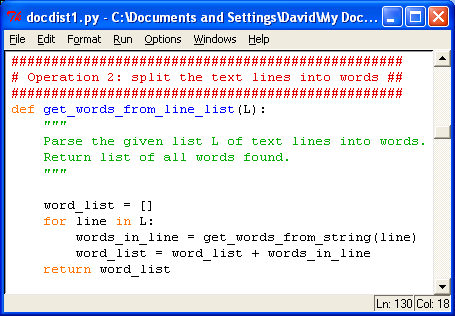 docdist1.py - C:\Documents and Settings\David\My Doc...
File Edit Format Run Options Windows Help
##################################################
# Operation 2: split the text lines into words ##
##################################################
def get_words_from_line_list(L):
    """
    Parse the given list L of text lines into words.
    Return list of all words found.
    """
    word_list = []
    for line in L:
        words_in_line = get_words_from_string(line)
        word_list = word_list + words_in_line
    return word_list
Ln: 130 Col: 18